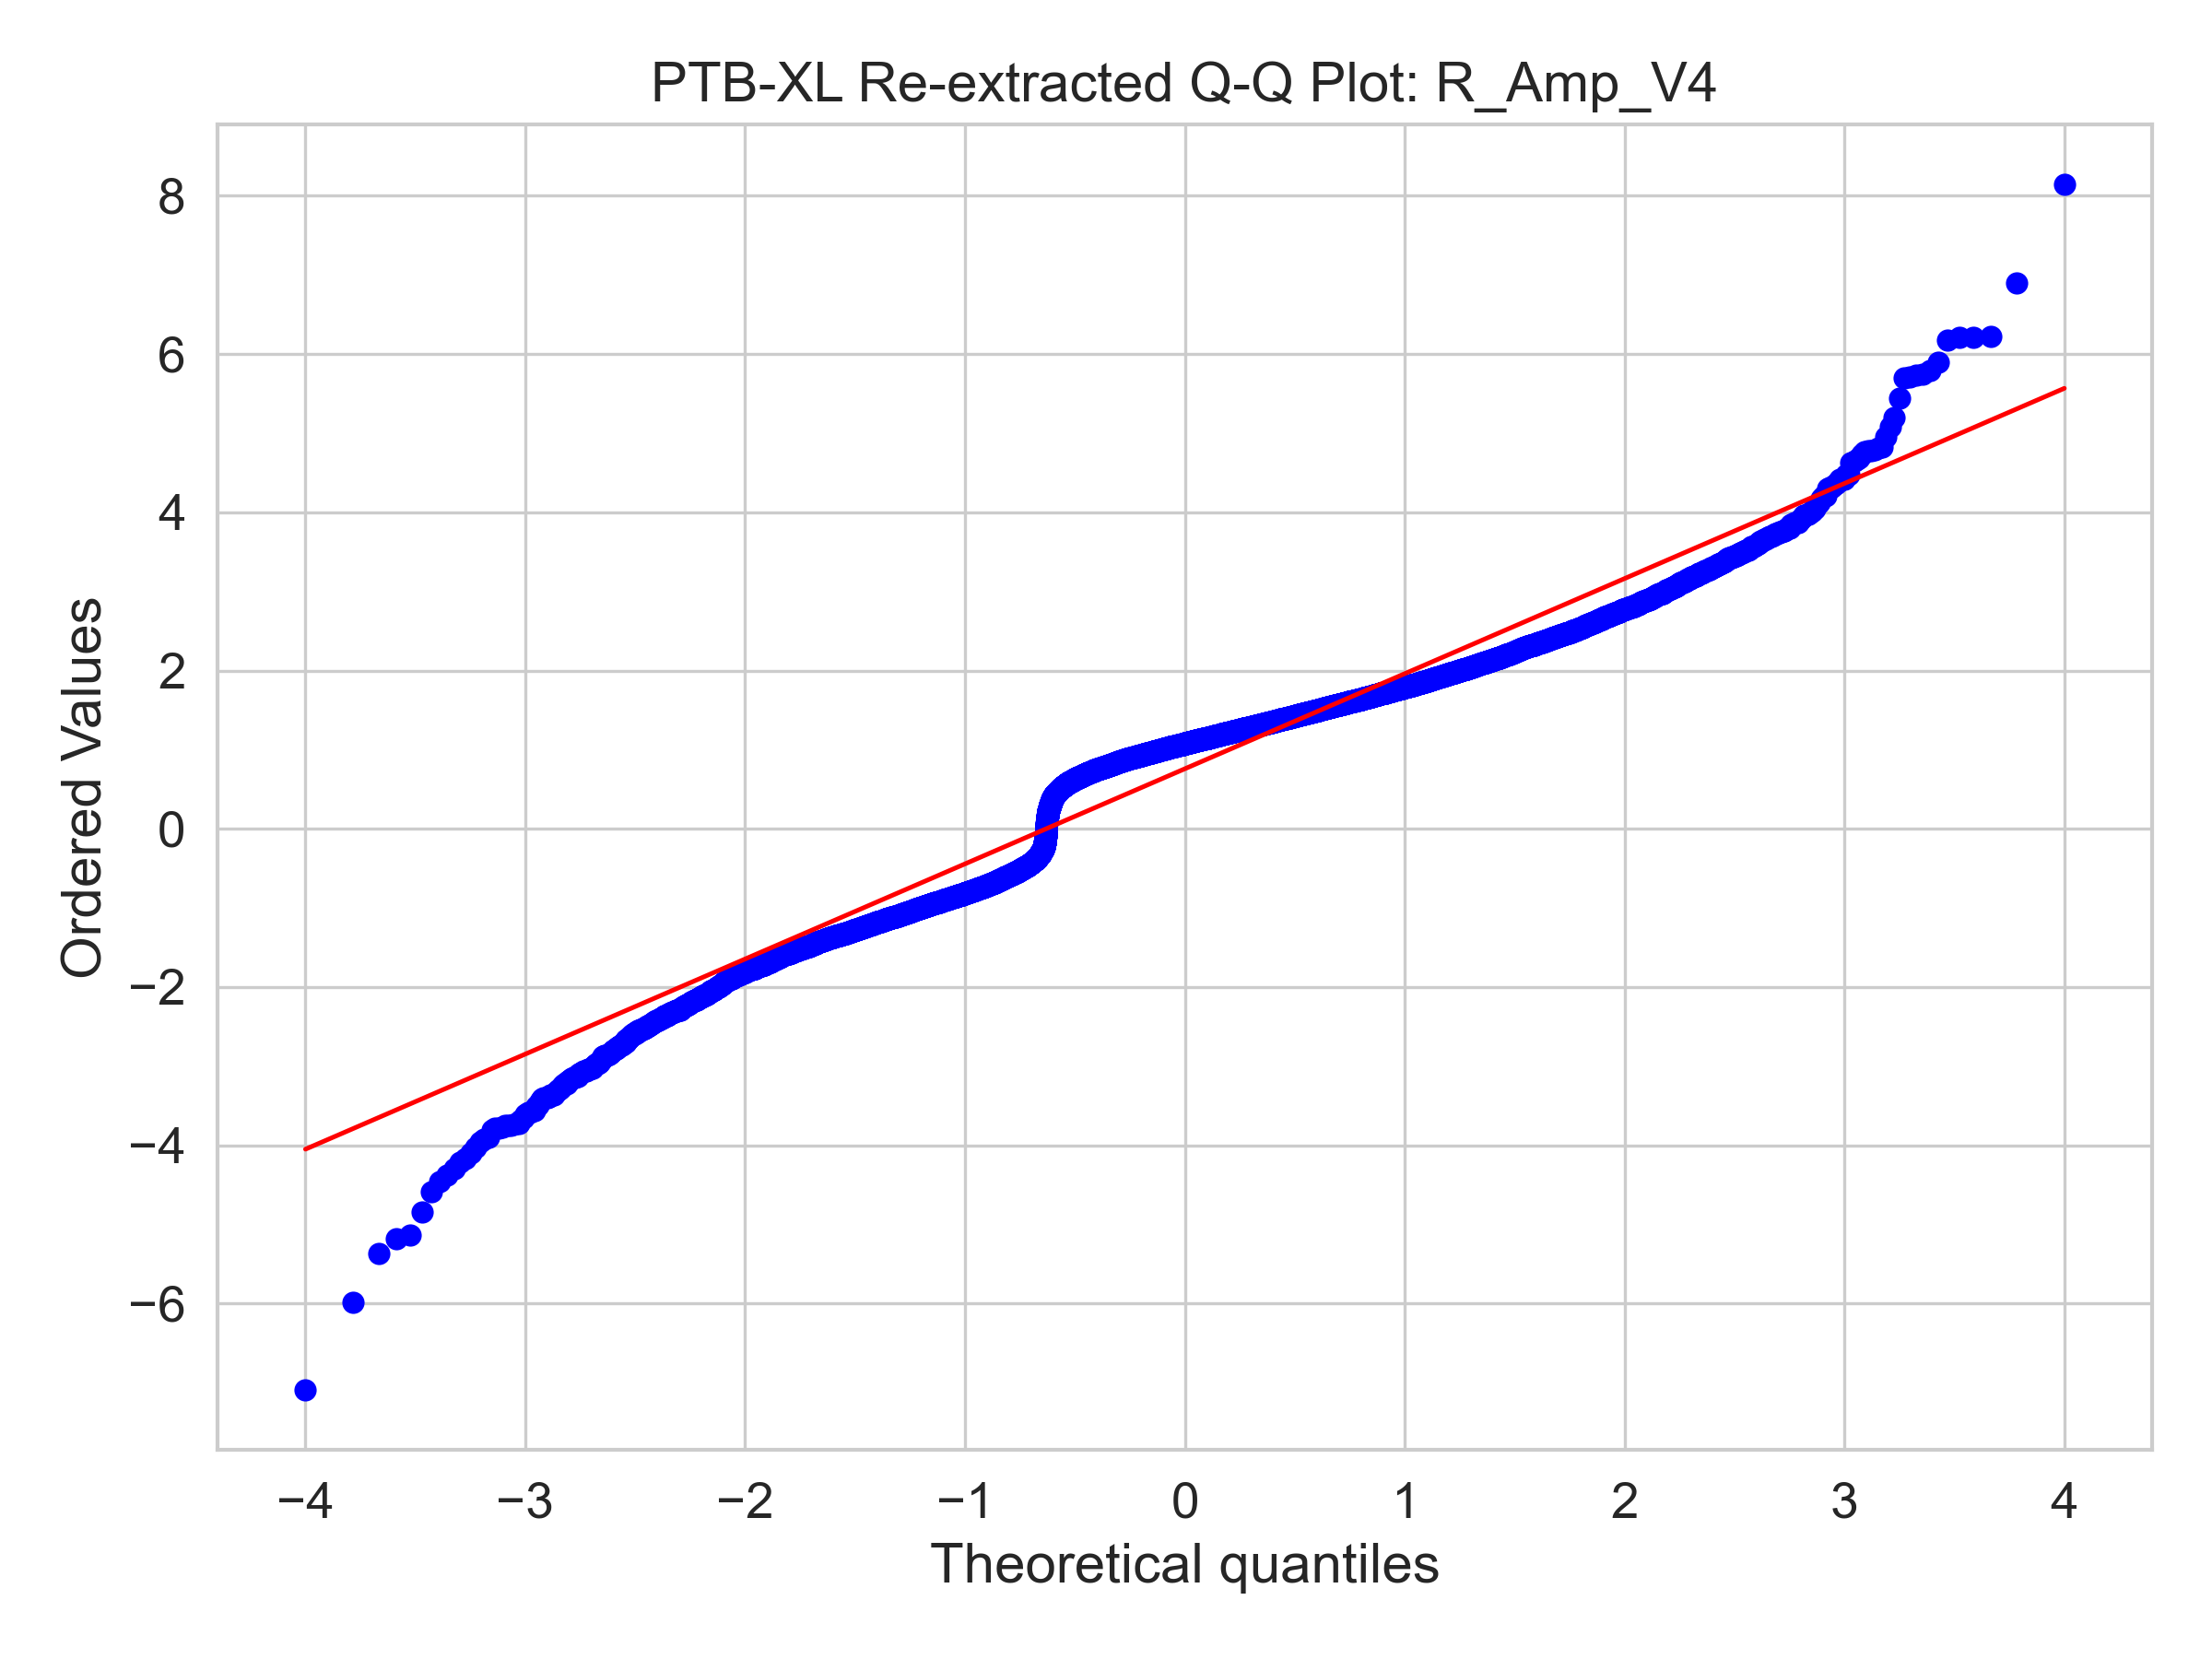 PTB-XL Re-extracted Q-Q Plot: R_Amp_V4
8
6
4
2
0
−2
−4
−6
Ordered Values
−4 −3 −2 −1 0 1 2 3 4
Theoretical quantiles